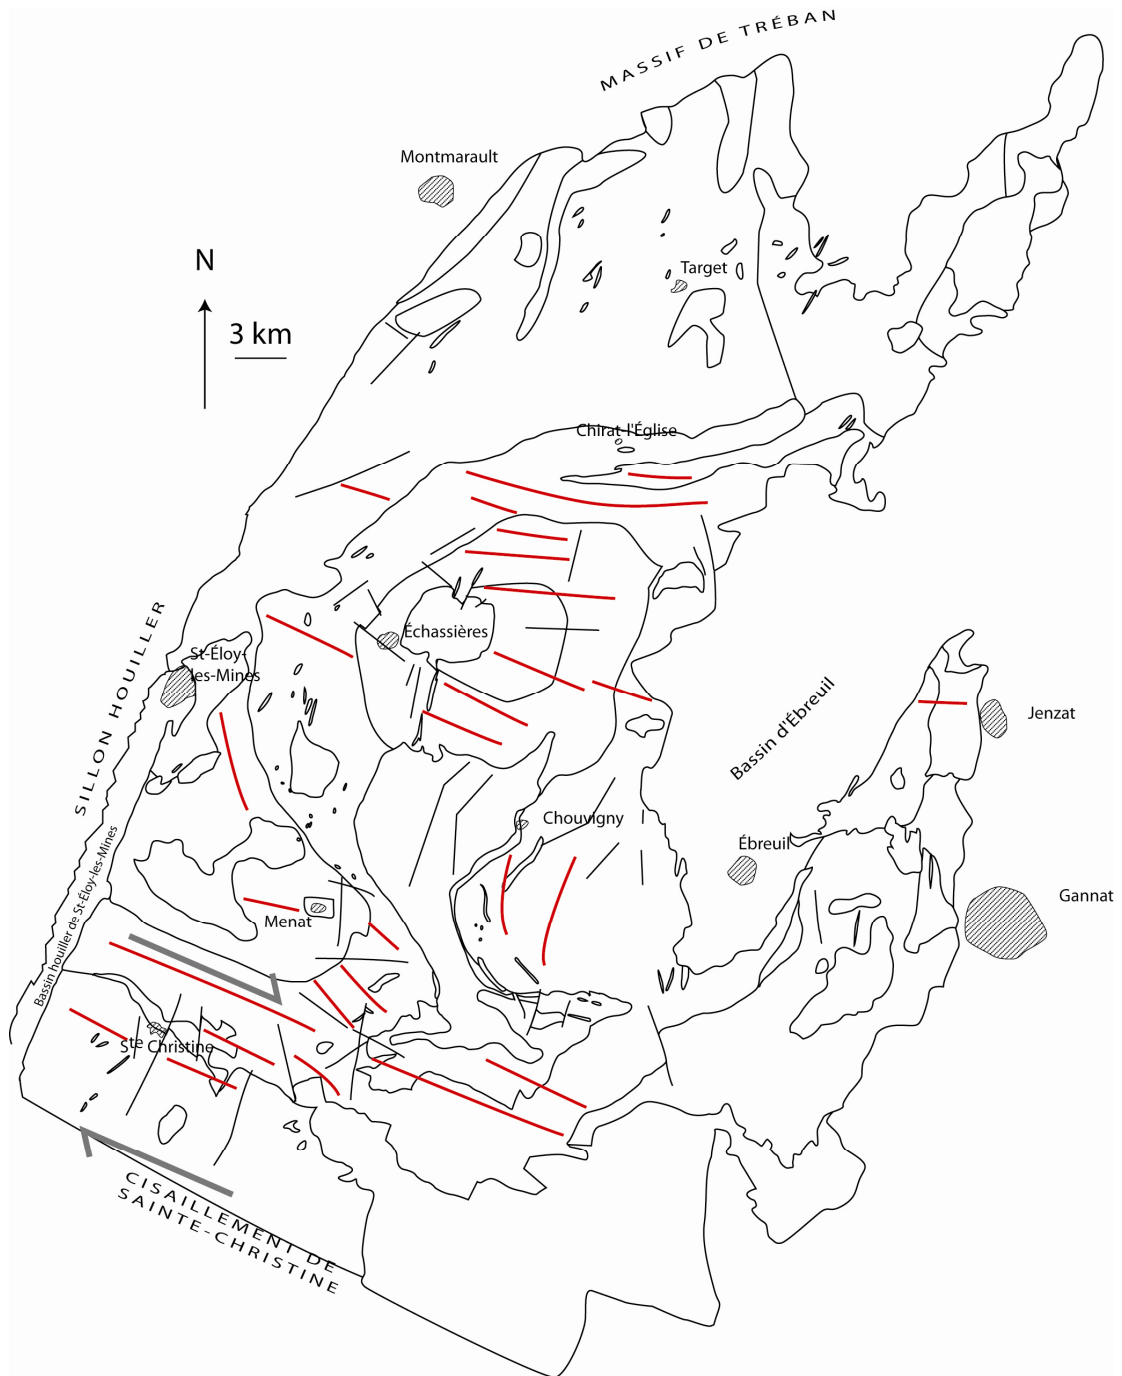 MASSIF DE TRÉBAN
Montmarault
N
3 km
Target
Chirat-l'Église
Échassières
St-Éloy-
les-Mines
SILLON HOUILLER
Bassin d'Ébreuil
Jenzat
Chouvigny
Ébreuil
Gannat
Bassin houiller de St-Éloy-les-Mines
Menat
Ste Christine
CISAILLEMENT DE
SAINTE-CHRISTINE